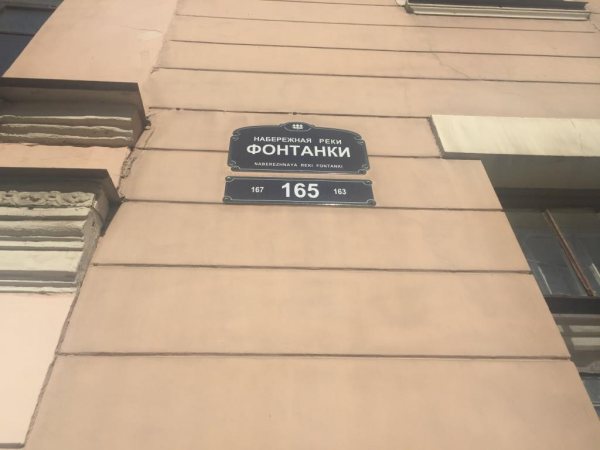 НАБЕРЕЖНАЯ РЕКИ
ФОНТАНКИ
NABEREZHNAYA REKI FONTANKI
167 165 163